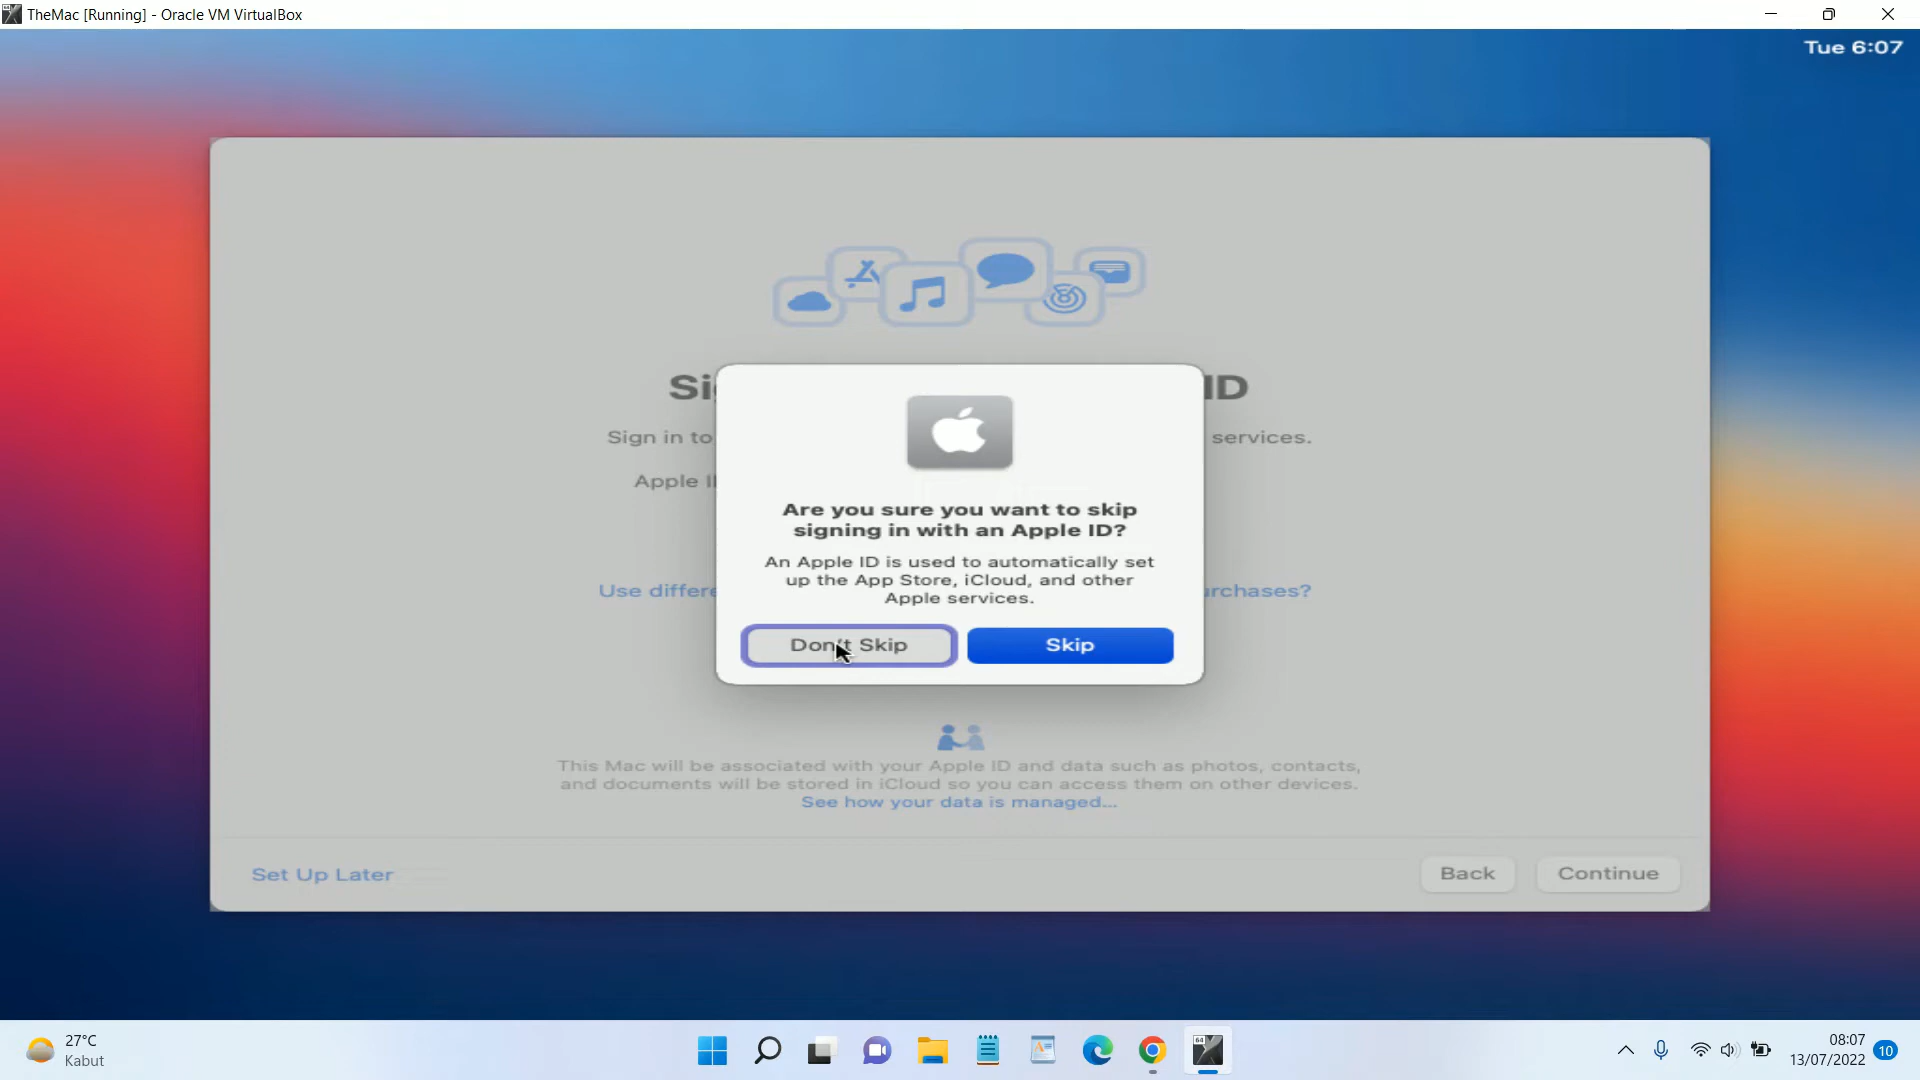 TheMac [Running] - Oracle VM VirtualBox
Tue 6:07
Si ID
Sign in to services.
Apple I
Are you sure you want to skip
signing in with an Apple ID?
An Apple ID is used to automatically set
up the App Store, iCloud, and other
Apple services.
Use differe urchases?
Don't Skip Skip
This Mac will be associated with your Apple ID and data such as photos, contacts,
and documents will be stored in iCloud so you can access them on other devices.
See how your data is managed...
Set Up Later Back Continue
27°C
Kabut
08:07
13/07/2022 10